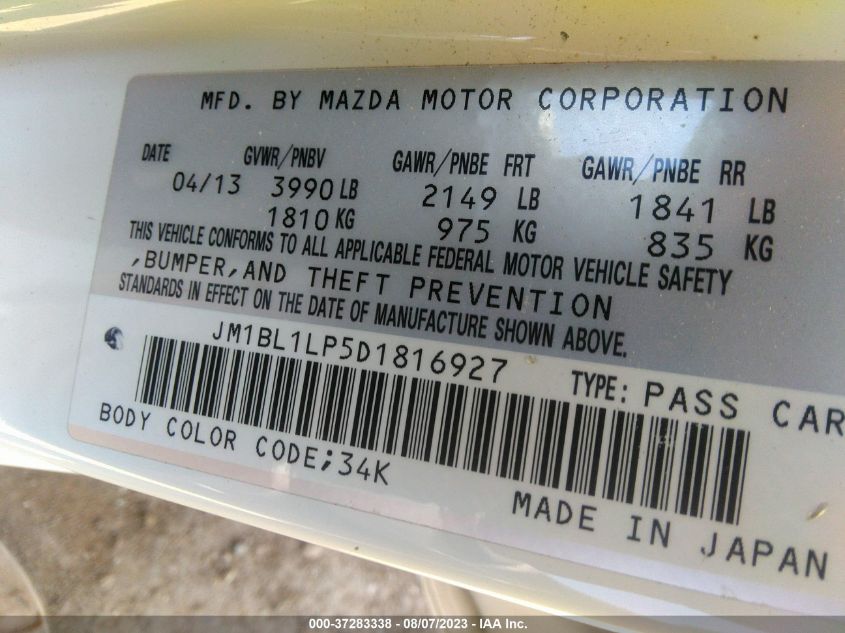 MFD. BY MAZDA MOTOR CORPORATION
DATE GVWR/PNBV GAWR/PNBE FRT GAWR/PNBE RR
04/13 3990 LB 2149 LB 1841 LB
1810 KG 975 KG 835 KG
THIS VEHICLE CONFORMS TO ALL APPLICABLE FEDERAL MOTOR VEHICLE SAFETY
,BUMPER,AND THEFT PREVENTION
STANDARDS IN EFFECT ON THE DATE OF MANUFACTURE SHOWN ABOVE.
JM1BL1LP5D1816927 TYPE: PASS CAR
BODY COLOR CODE;34K
MADE IN JAPAN
000-37283338 - 08/07/2023 - IAA Inc.